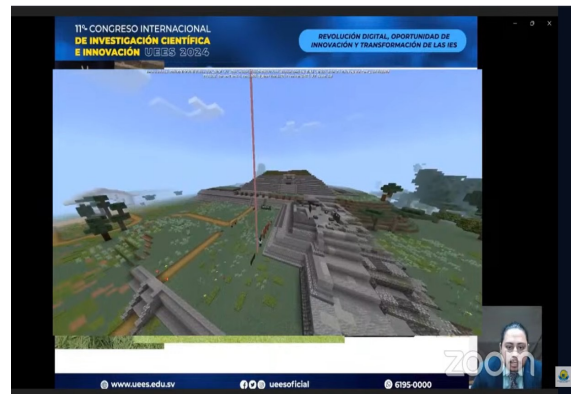 11º- CONGRESO INTERNACIONAL
DE INVESTIGACIÓN CIENTÍFICA
E INNOVACIÓN UEES 2024
REVOLUCIÓN DIGITAL, OPORTUNIDAD DE
INNOVACIÓN Y TRANSFORMACIÓN DE LAS IES
zoom
www.uees.edu.sv
ueesoficial
6195-0000